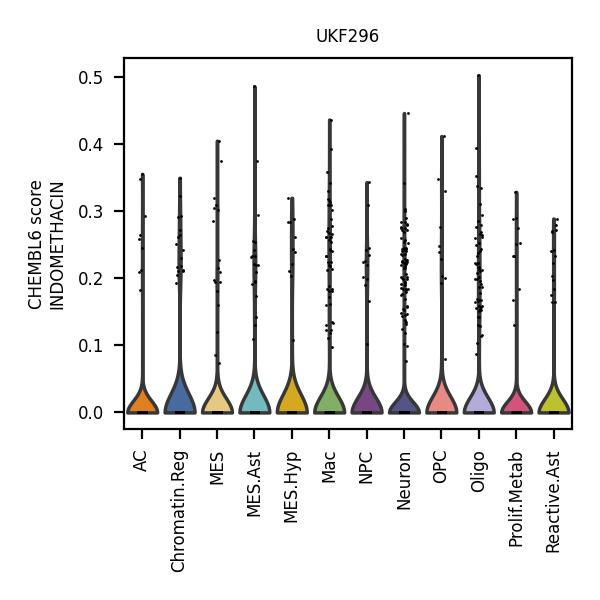 UKF296
CHEMBL6 score
INDOMETHACIN
0.5
0.4
0.3
0.2
0.1
0.0
AC
Chromatin.Reg
MES
MES.Ast
MES.Hyp
Mac
NPC
Neuron
OPC
Oligo
Prolif.Metab
Reactive.Ast